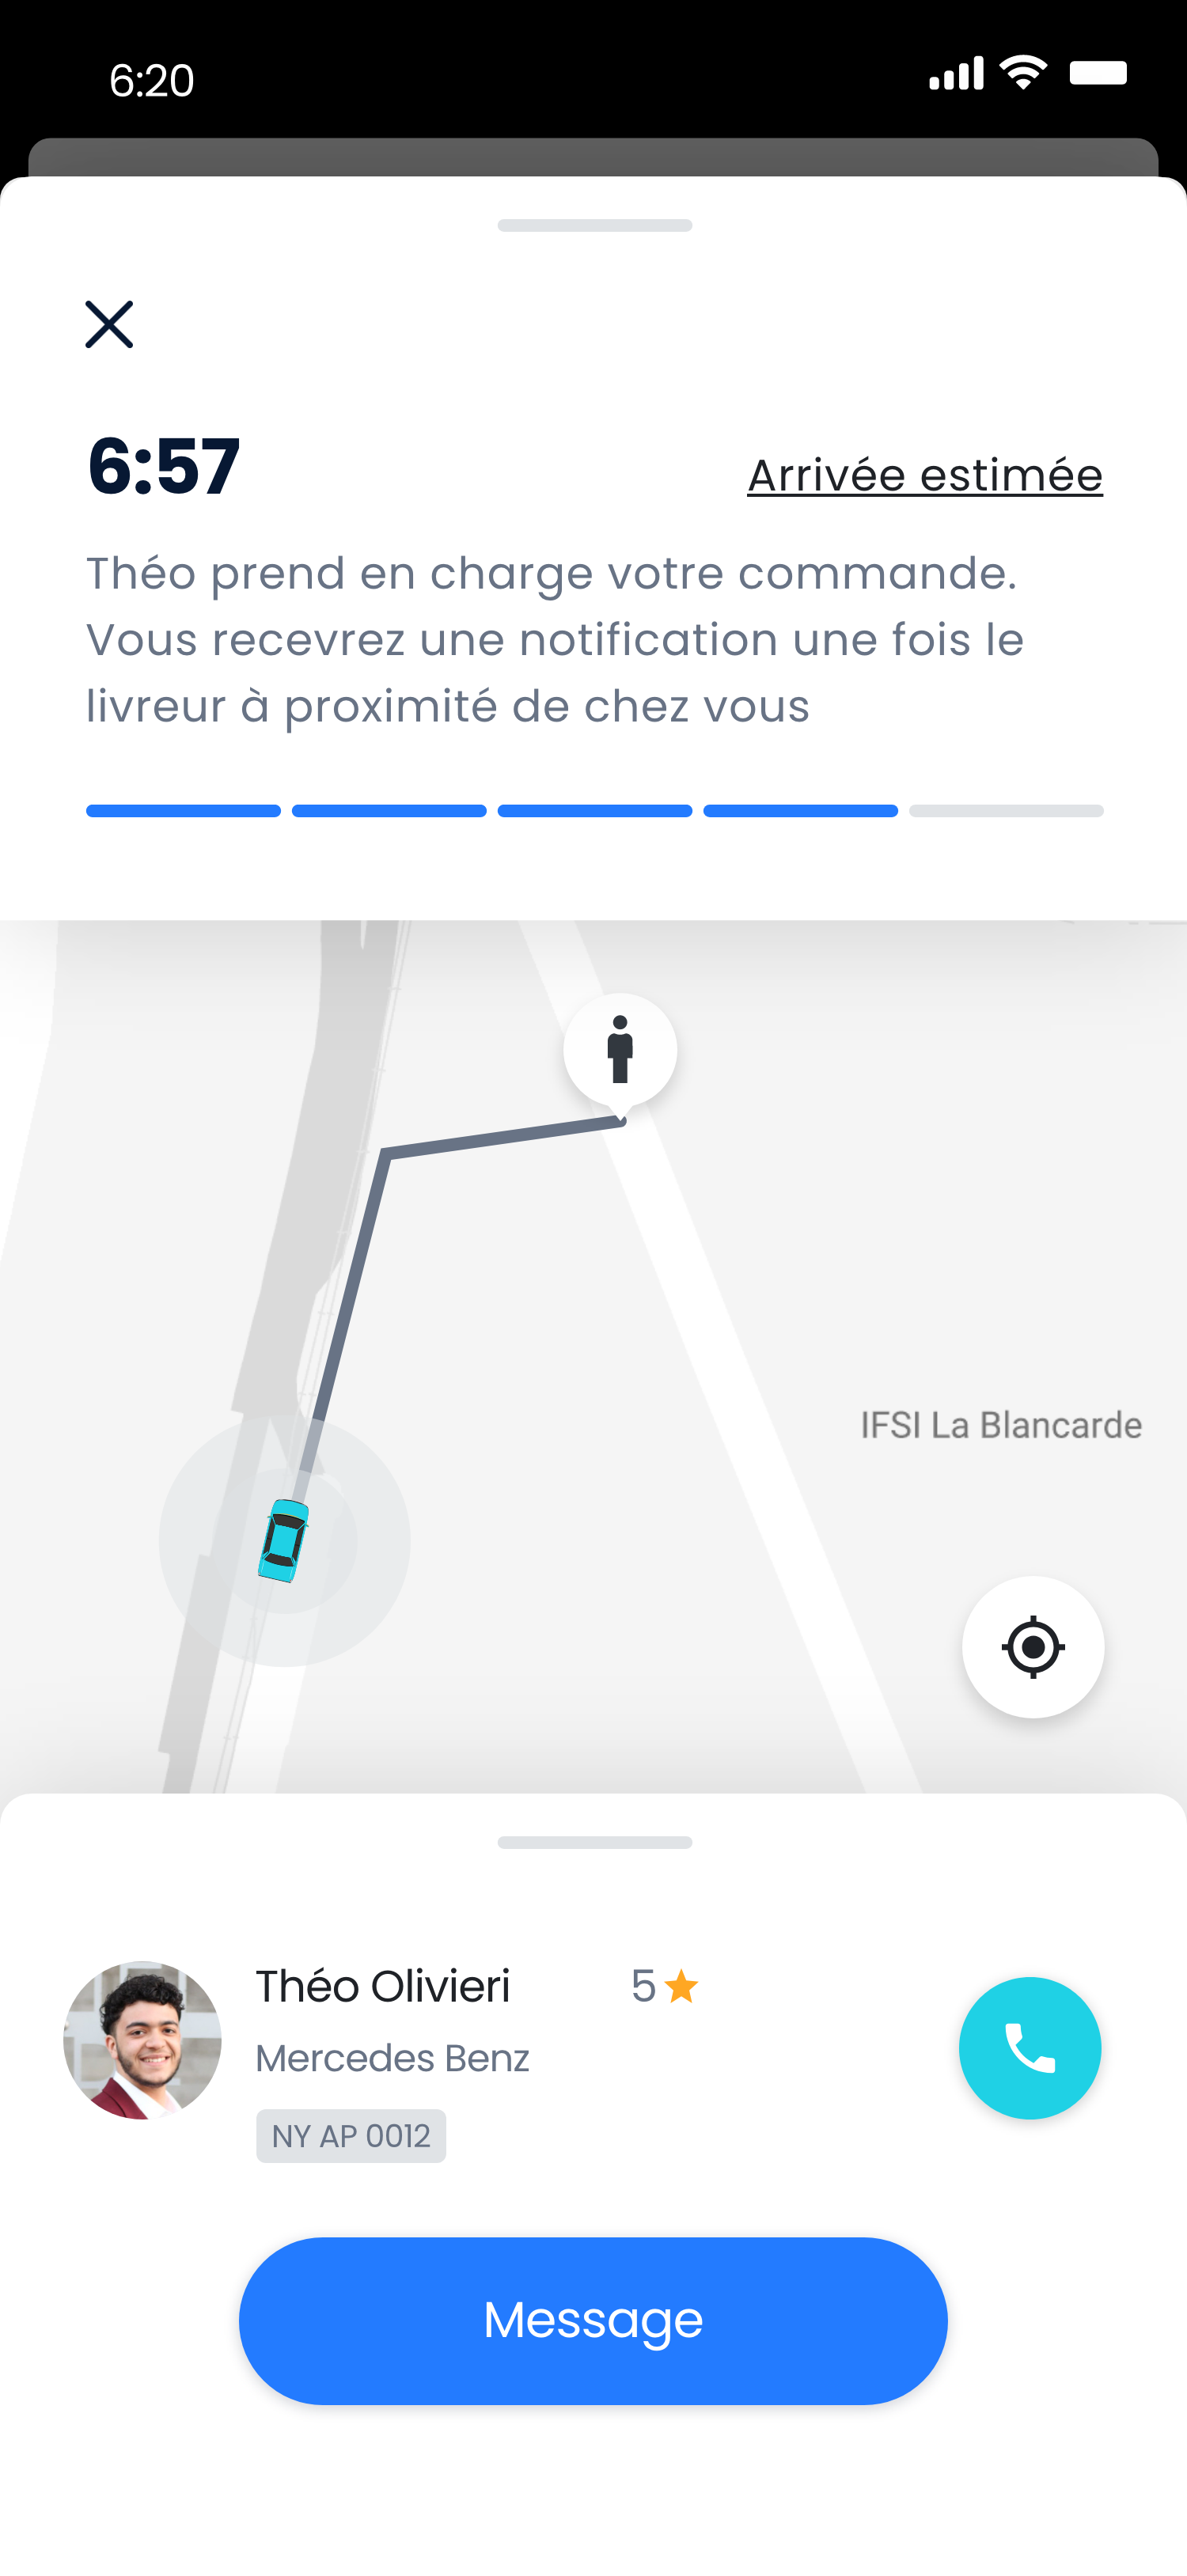 6:20
6:57
Arrivée estimée
Théo prend en charge votre commande.
Vous recevrez une notification une fois le
livreur à proximité de chez vous
IFSI La Blancarde
Théo Olivieri
5
Mercedes Benz
NY AP 0012
Message